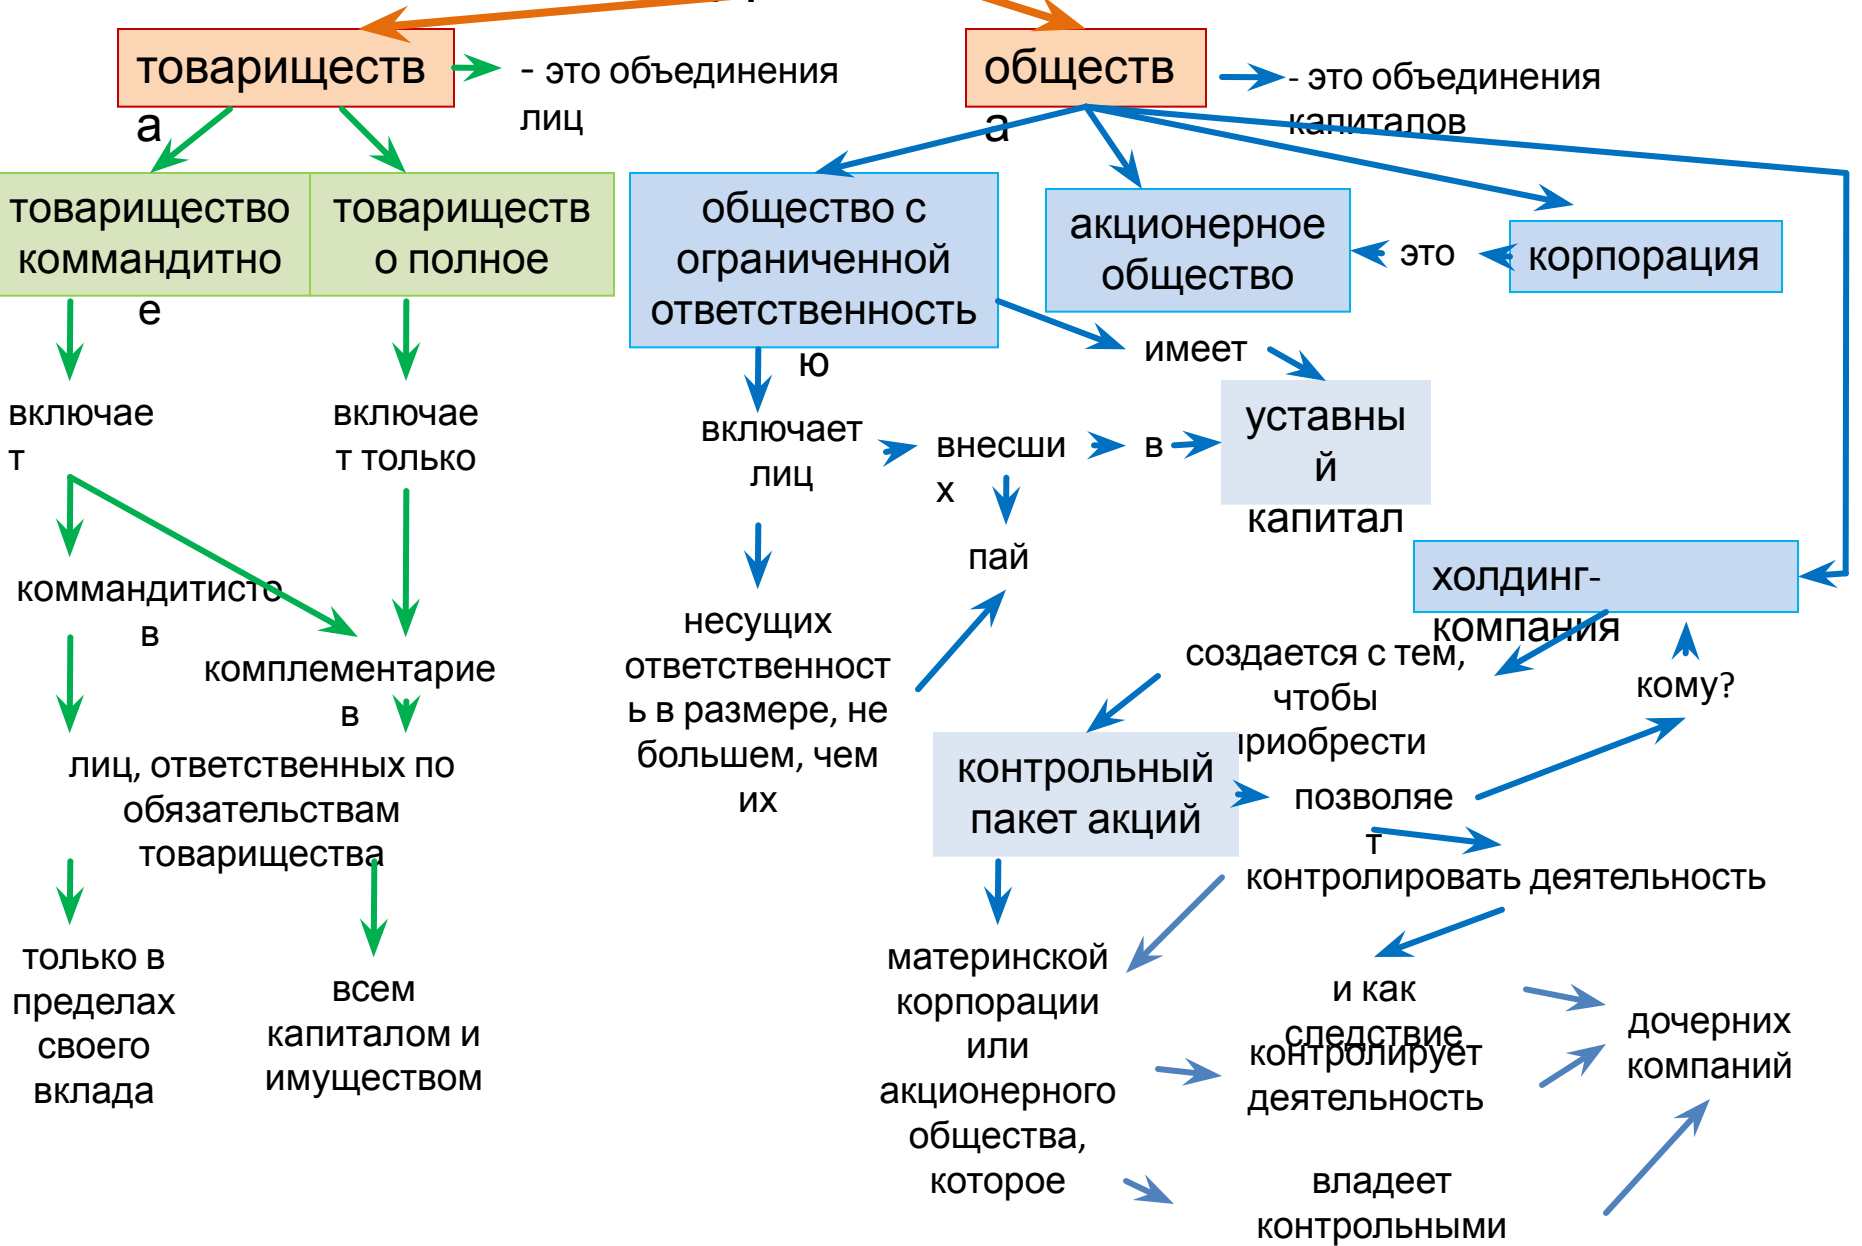 товариществ
а
- это объединения
лиц
обществ
а
- это объединения
капиталов
товарищество
коммандитно
е
товариществ
о полное
общество с
ограниченной
ответственность
ю
акционерное
общество
это
корпорация
имеет
включае
т
включае
т только
включает
лиц
внесши
х
в
уставны
й
капитал
пай
коммандитисто
в
комплементарие
в
несущих
ответственност
ь в размере, не
большем, чем
их
холдинг-
компания
создается с тем,
чтобы
приобрести
кому?
лиц, ответственных по
обязательствам
товарищества
контрольный
пакет акций
позволяе
т
контролировать деятельность
только в
пределах
своего
вклада
всем
капиталом и
имуществом
материнской
корпорации
или
акционерного
общества,
которое
и как
следствие
контролирует
деятельность
дочерних
компаний
владеет
контрольными